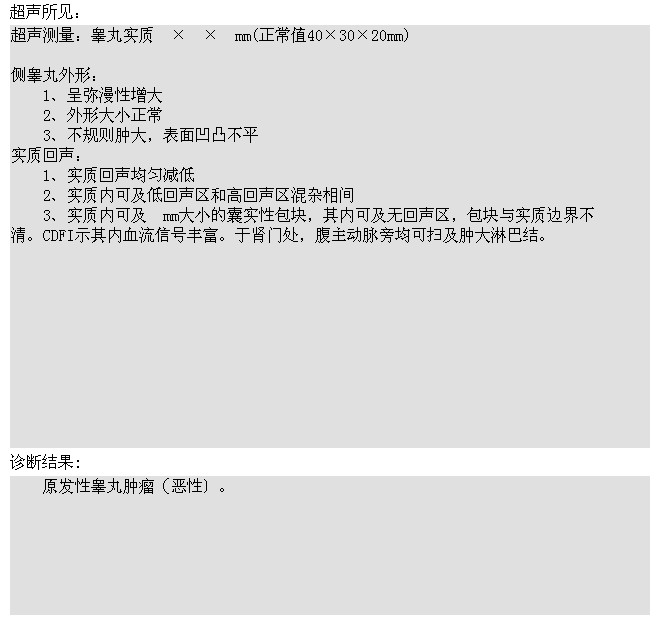 超声所见:
超声测量: 睾丸实质 × × mm(正常值40×30×20mm)
侧睾丸外形:
1、呈弥漫性增大
2、外形大小正常
3、不规则肿大, 表面凹凸不平
实质回声:
1、实质回声均匀减低
2、实质内可及低回声区和高回声区混杂相间
3、实质内可及 mm大小的囊实性包块, 其内可及无回声区, 包块与实质边界不
清。CDFI示其内血流信号丰富。于肾门处, 腹主动脉旁均可扫及肿大淋巴结。
诊断结果:
原发性睾丸肿瘤（恶性）。